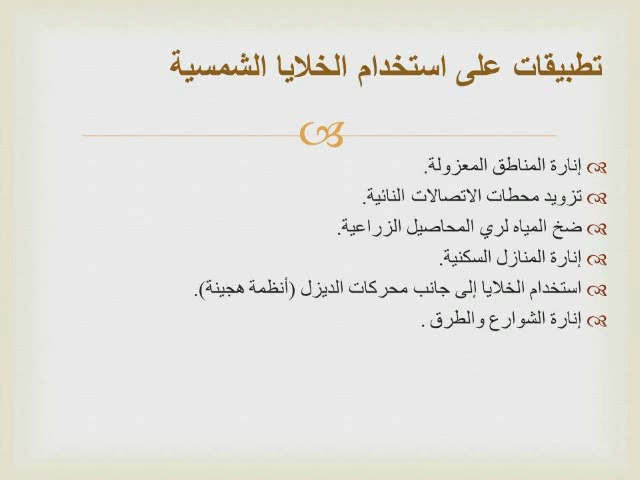 تطبيقات على استخدام الخلايا الشمسية
إنارة المناطق المعزولة.
تزويد محطات الاتصالات النائية.
ضخ المياه لري المحاصيل الزراعية.
إنارة المنازل السكنية.
استخدام الخلايا إلى جانب محركات الديزل (أنظمة هجينة).
إنارة الشوارع والطرق .